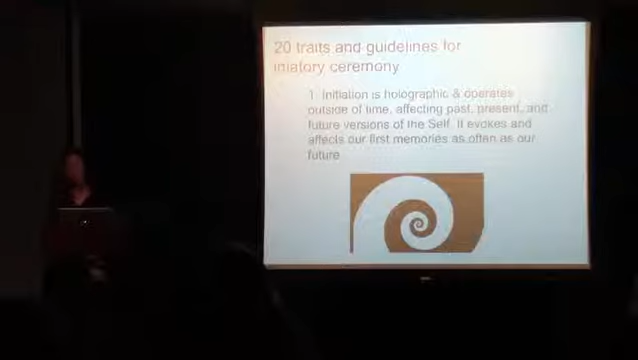 20 traits and guidelines for
iniatory ceremony
1. Initiation is holographic & operates
outside of time, affecting past, present, and
future versions of the Self. It evokes and
affects our first memories as often as our
future